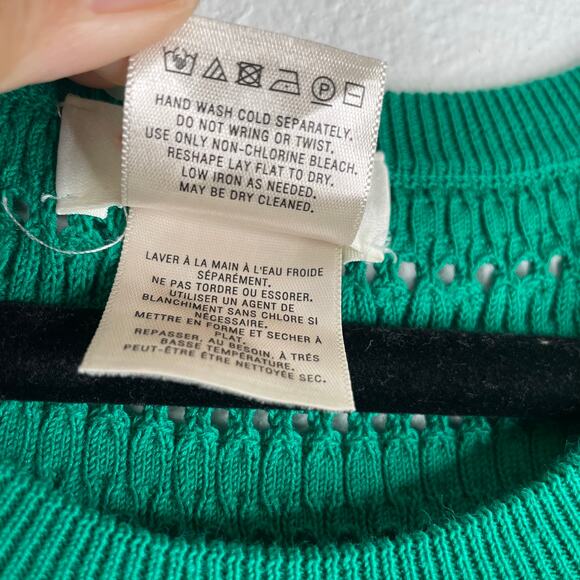 HAND WASH COLD SEPARATELY.
DO NOT WRING OR TWIST.
USE ONLY NON-CHLORINE BLEACH.
RESHAPE LAY FLAT TO DRY.
LOW IRON AS NEEDED.
MAY BE DRY CLEANED.
LAVER À LA MAIN À L'EAU FROIDE
SÉPARÉMENT.
NE PAS TORDRE OU ESSORER.
UTILISER UN AGENT DE
BLANCHIMENT SANS CHLORE SI
NÉCESSAIRE.
METTRE EN FORME ET SÉCHER À
PLAT.
REPASSER, AU BESOIN, À TRÉS
BASSE TEMPÉRATURE.
PEUT-ÊTRE ÊTRE NETTOYÉ SEC.